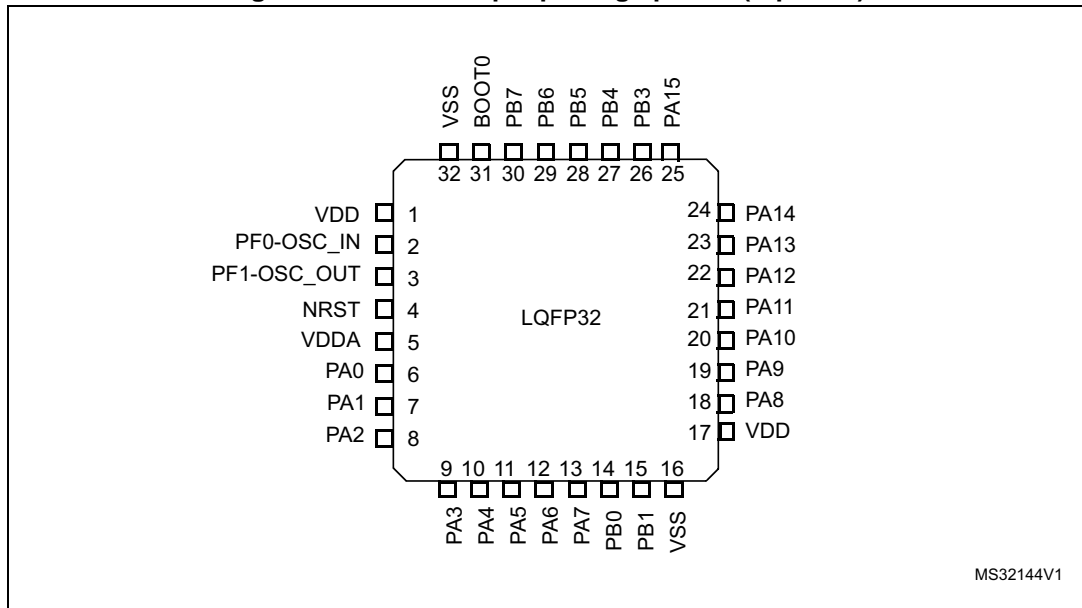 VSS
BOOT0
PB7
PB6
PB5
PB4
PB3
PA15
32 31 30 29 28 27 26 25
VDD 1
PF0-OSC_IN 2
PF1-OSC_OUT 3
NRST 4
VDDA 5
PA0 6
PA1 7
PA2 8
LQFP32
24 PA14
23 PA13
22 PA12
21 PA11
20 PA10
19 PA9
18 PA8
17 VDD
9 10 11 12 13 14 15 16
PA3
PA4
PA5
PA6
PA7
PB0
PB1
VSS
MS32144V1